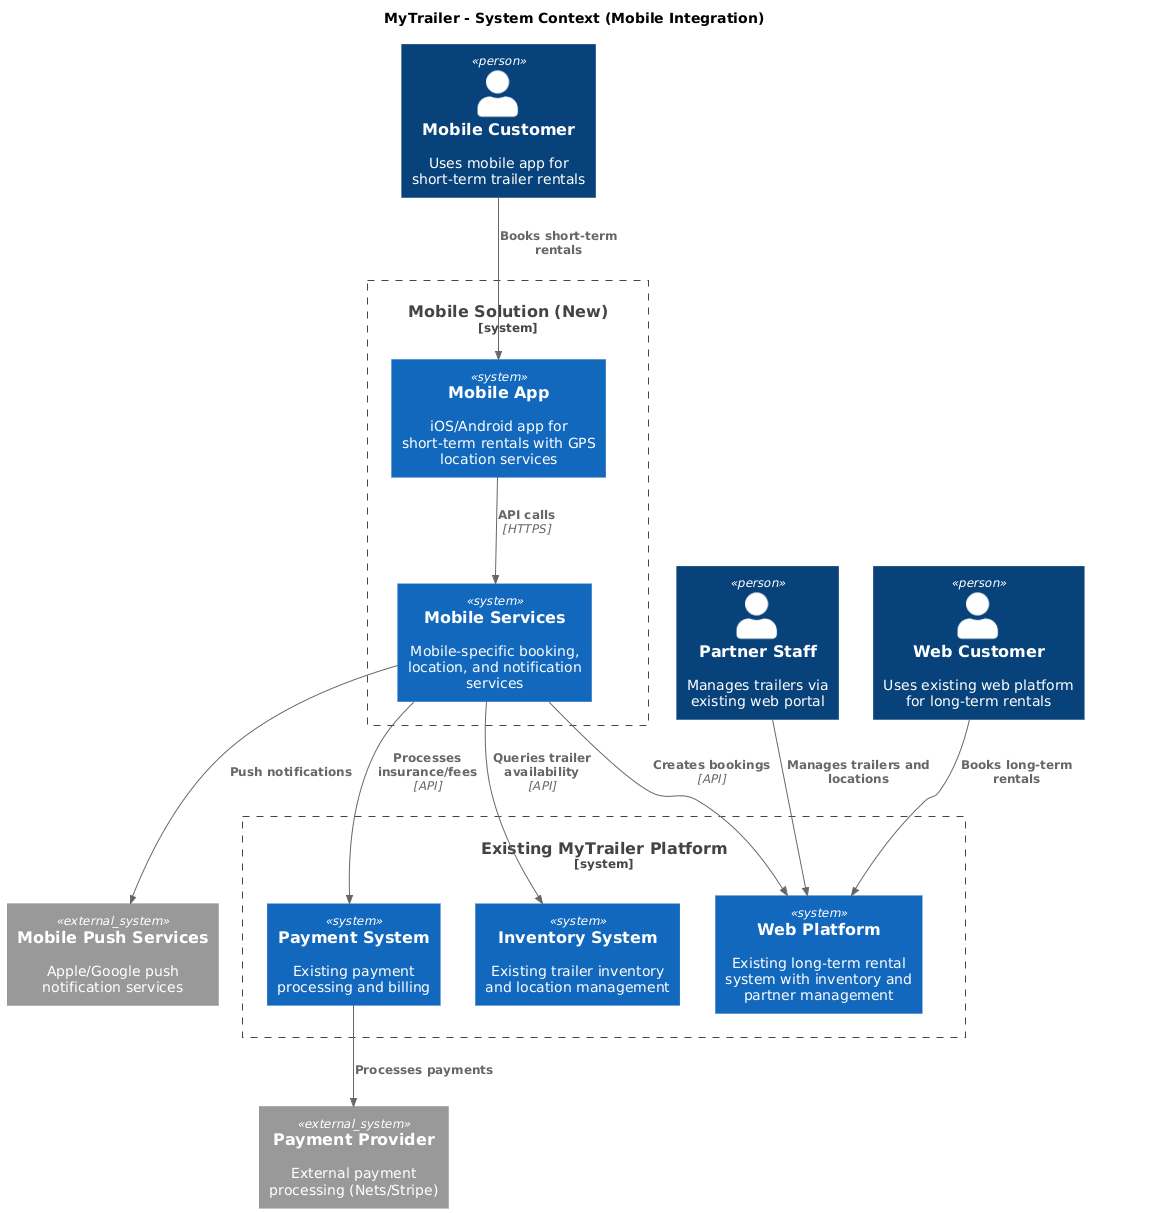 MyTrailer - System Context (Mobile Integration)
«person»
Mobile Customer
Uses mobile app for
short-term trailer rentals
Books short-term
rentals
Mobile Solution (New)
[system]
«system»
Mobile App
iOS/Android app for
short-term rentals with GPS
location services
API calls
[HTTPS]
«system»
Mobile Services
Mobile-specific booking,
location, and notification
services
«person»
Partner Staff
Manages trailers via
existing web portal
«person»
Web Customer
Uses existing web platform
for long-term rentals
Push notifications
Processes
insurance/fees
[API]
Queries trailer
availability
[API]
Creates bookings
[API]
Manages trailers and
locations
Books long-term
rentals
Existing MyTrailer Platform
[system]
«external_system»
Mobile Push Services
Apple/Google push
notification services
«system»
Payment System
Existing payment
processing and billing
«system»
Inventory System
Existing trailer inventory
and location management
«system»
Web Platform
Existing long-term rental
system with inventory and
partner management
Processes payments
«external_system»
Payment Provider
External payment
processing (Nets/Stripe)